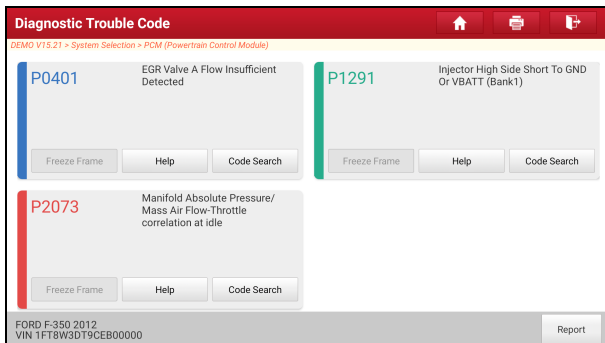 Diagnostic Trouble Code
DEMO V15.21 > System Selection > PCM (Powertrain Control Module)
P0401
EGR Valve A Flow Insufficient
Detected
Freeze Frame
Help
Code Search
P1291
Injector High Side Short To GND
Or VBATT (Bank1)
Freeze Frame
Help
Code Search
P2073
Manifold Absolute Pressure/
Mass Air Flow-Throttle
correlation at idle
Freeze Frame
Help
Code Search
FORD F-350 2012
VIN 1FT8W3DT9CEB00000
Report